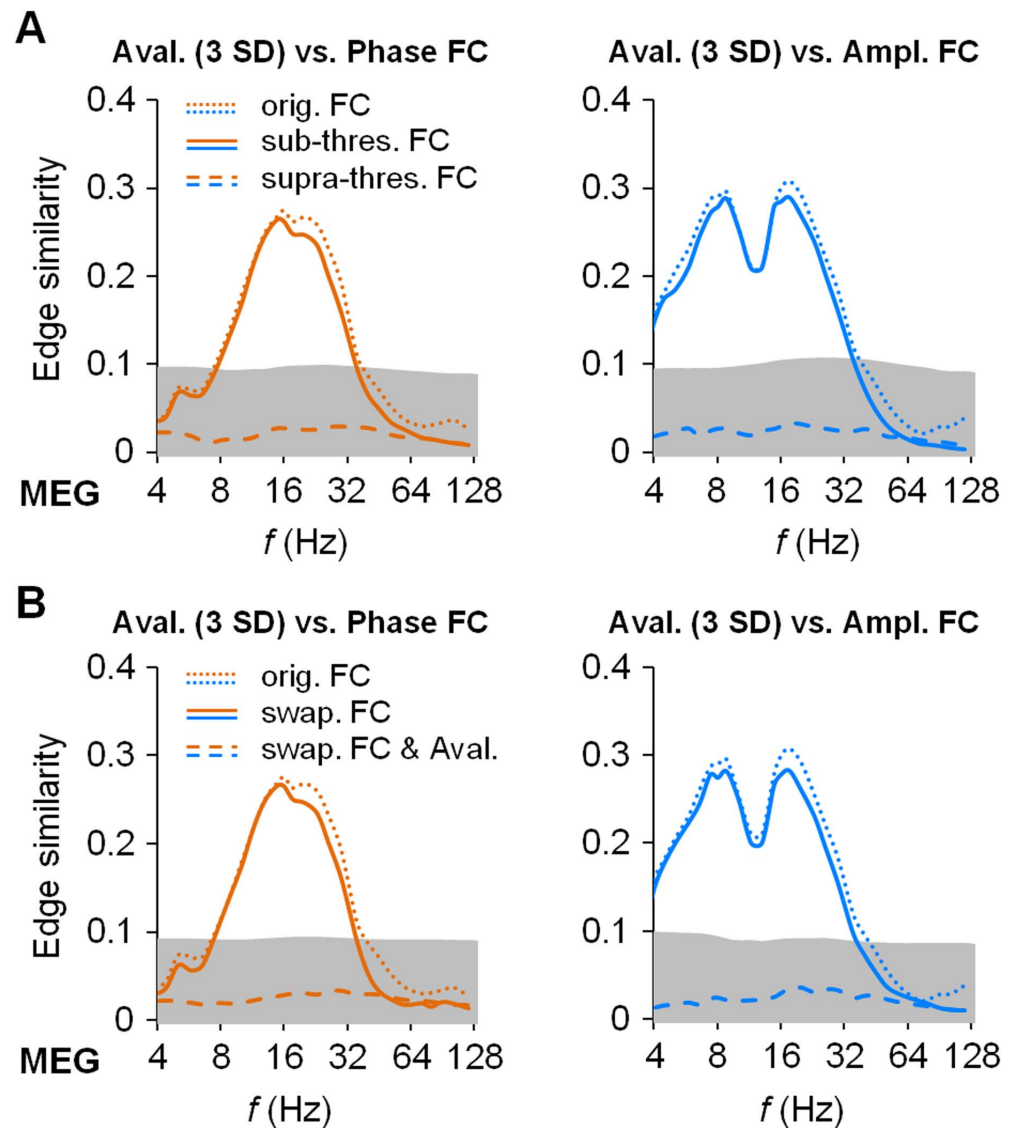 A
Aval. (3 SD) vs. Phase FC
Aval. (3 SD) vs. Ampl. FC
orig. FC
sub-thres. FC
supra-thres. FC
Edge similarity
0.4
0.3
0.2
0.1
0
0.4
0.3
0.2
0.1
0
MEG
4 8 16 32 64 128
4 8 16 32 64 128
f (Hz)
f (Hz)
B
Aval. (3 SD) vs. Phase FC
Aval. (3 SD) vs. Ampl. FC
orig. FC
swap. FC
swap. FC & Aval.
Edge similarity
0.4
0.3
0.2
0.1
0
0.4
0.3
0.2
0.1
0
MEG
4 8 16 32 64 128
4 8 16 32 64 128
f (Hz)
f (Hz)